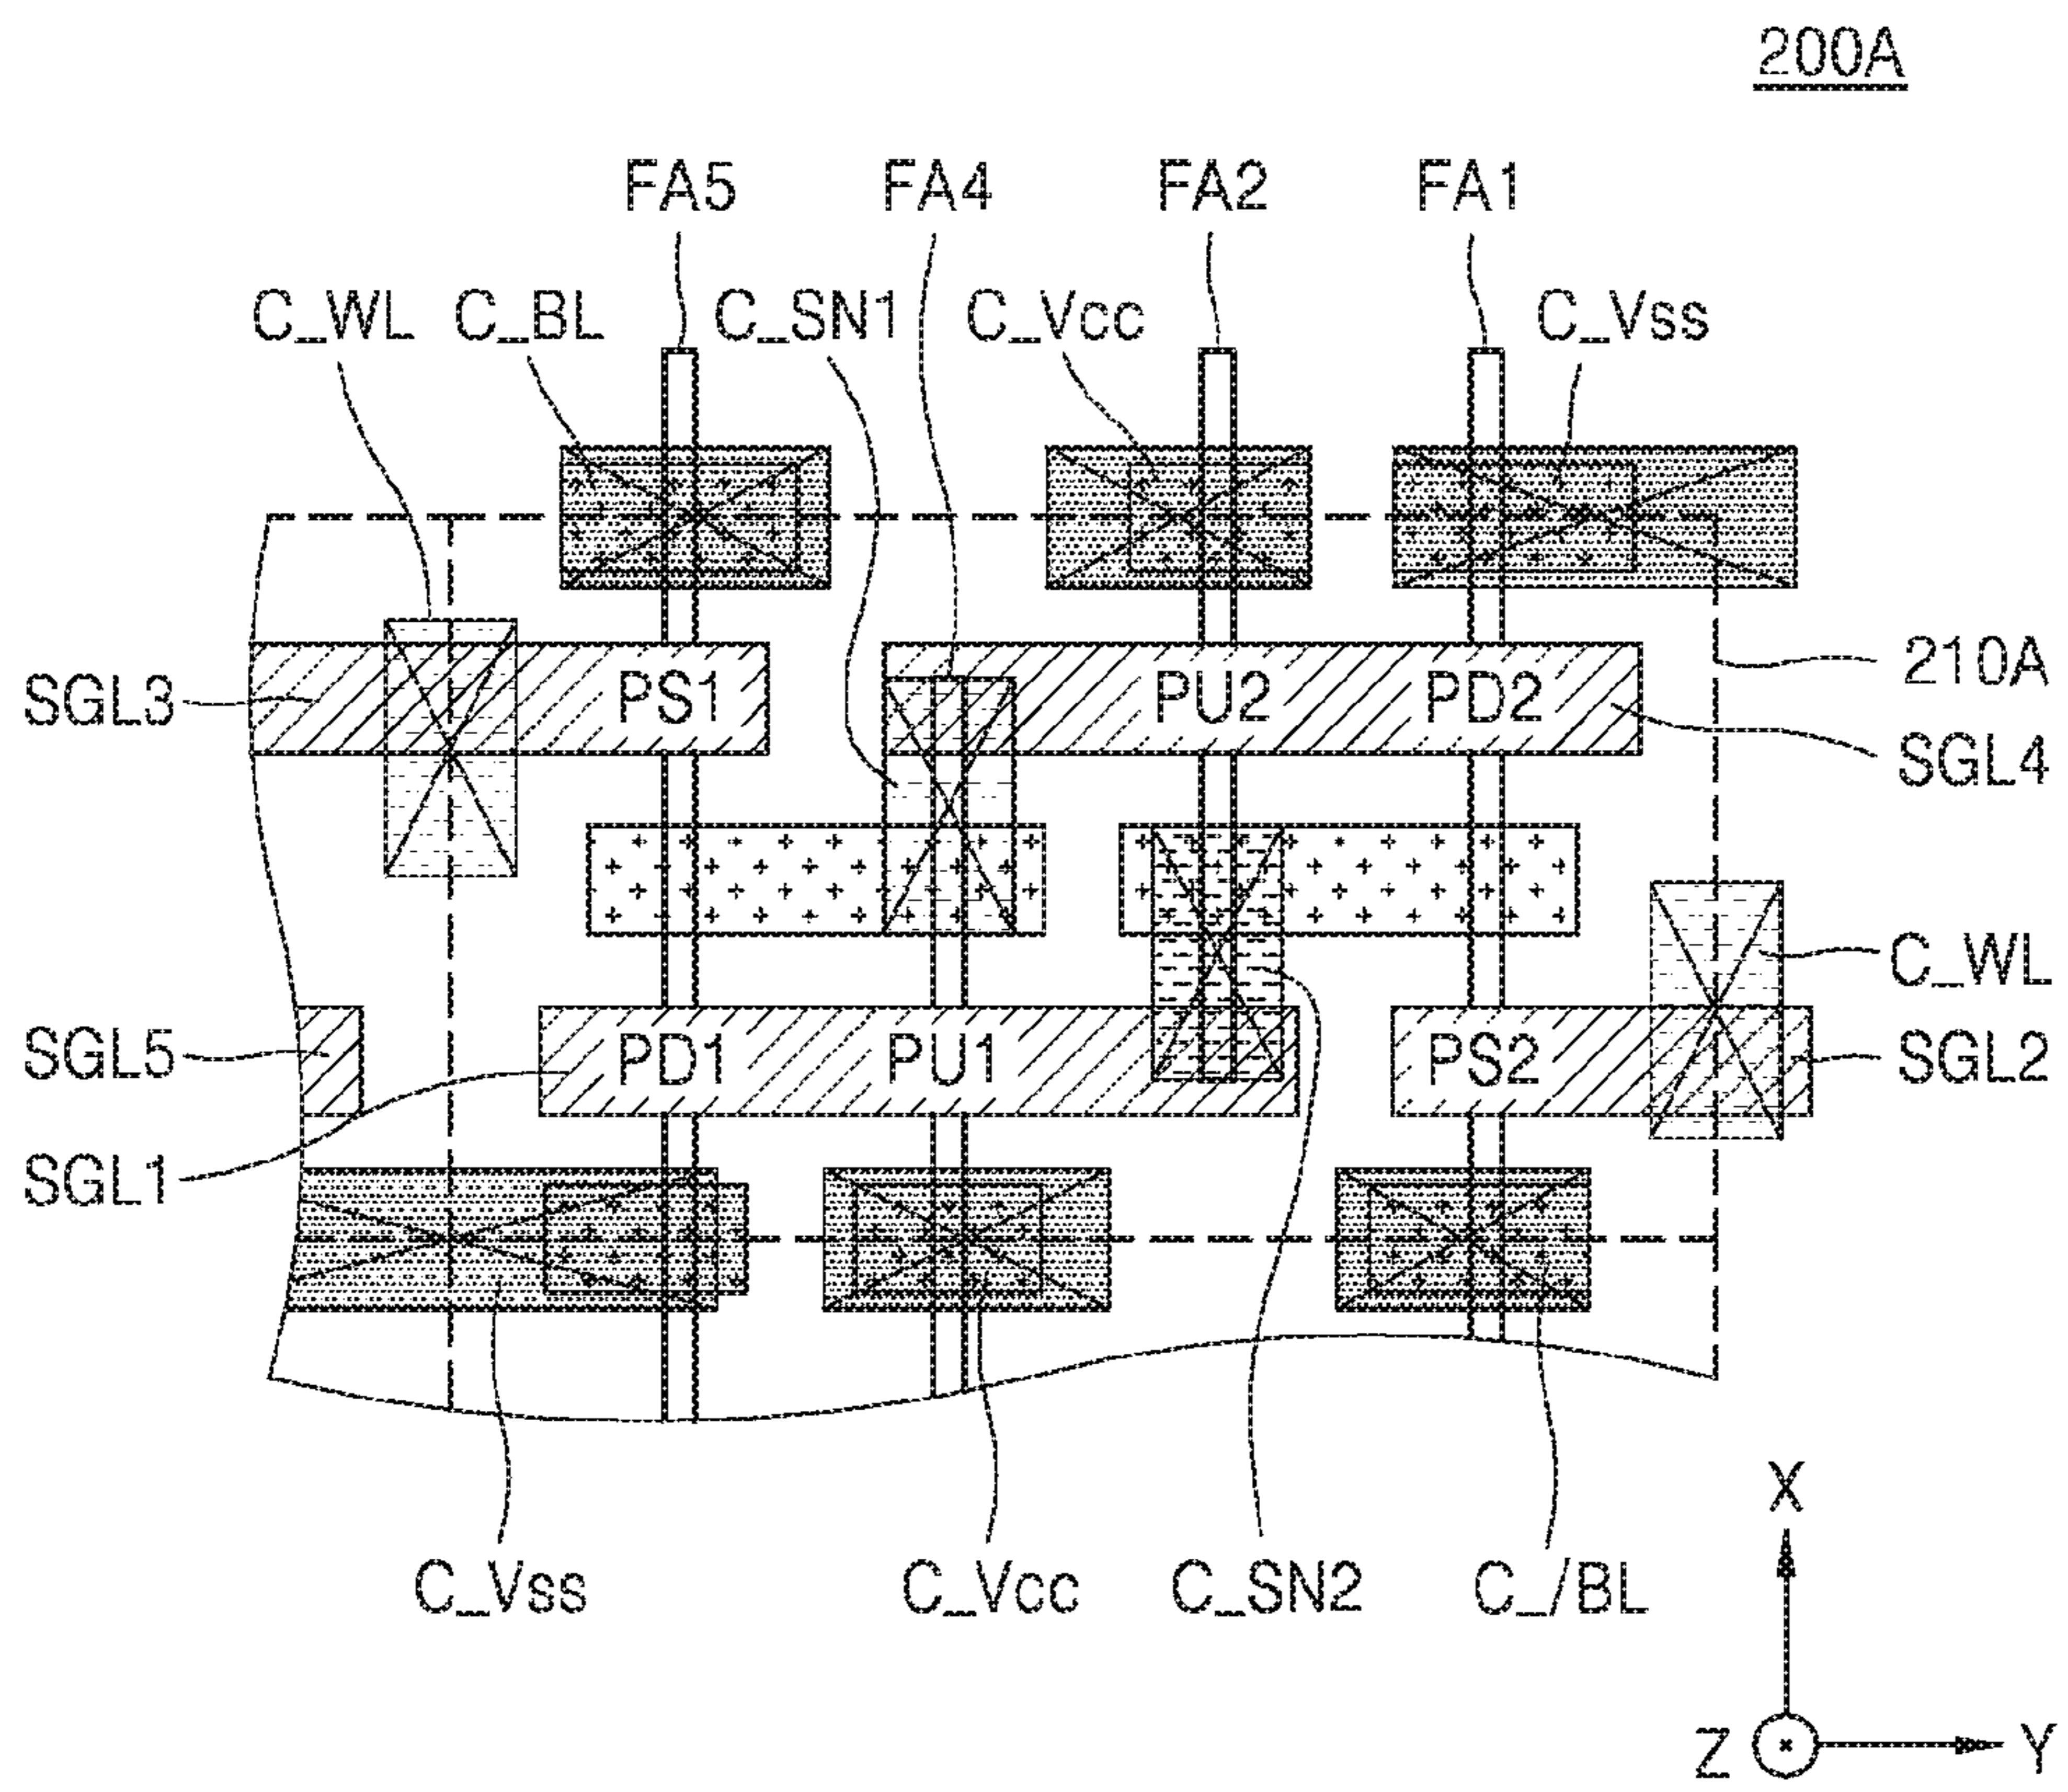 200A
FA5 FA4 FA2 FA1
C_WL C_BL C_SN1 C_Vcc C_Vss
210A
SGL3 PS1 PU2 PD2
SGL4
C_WL
SGL5 PD1 PU1 PS2 SGL2
SGL1
C_Vss C_Vcc C_SN2 C_/BL
X
Z Y